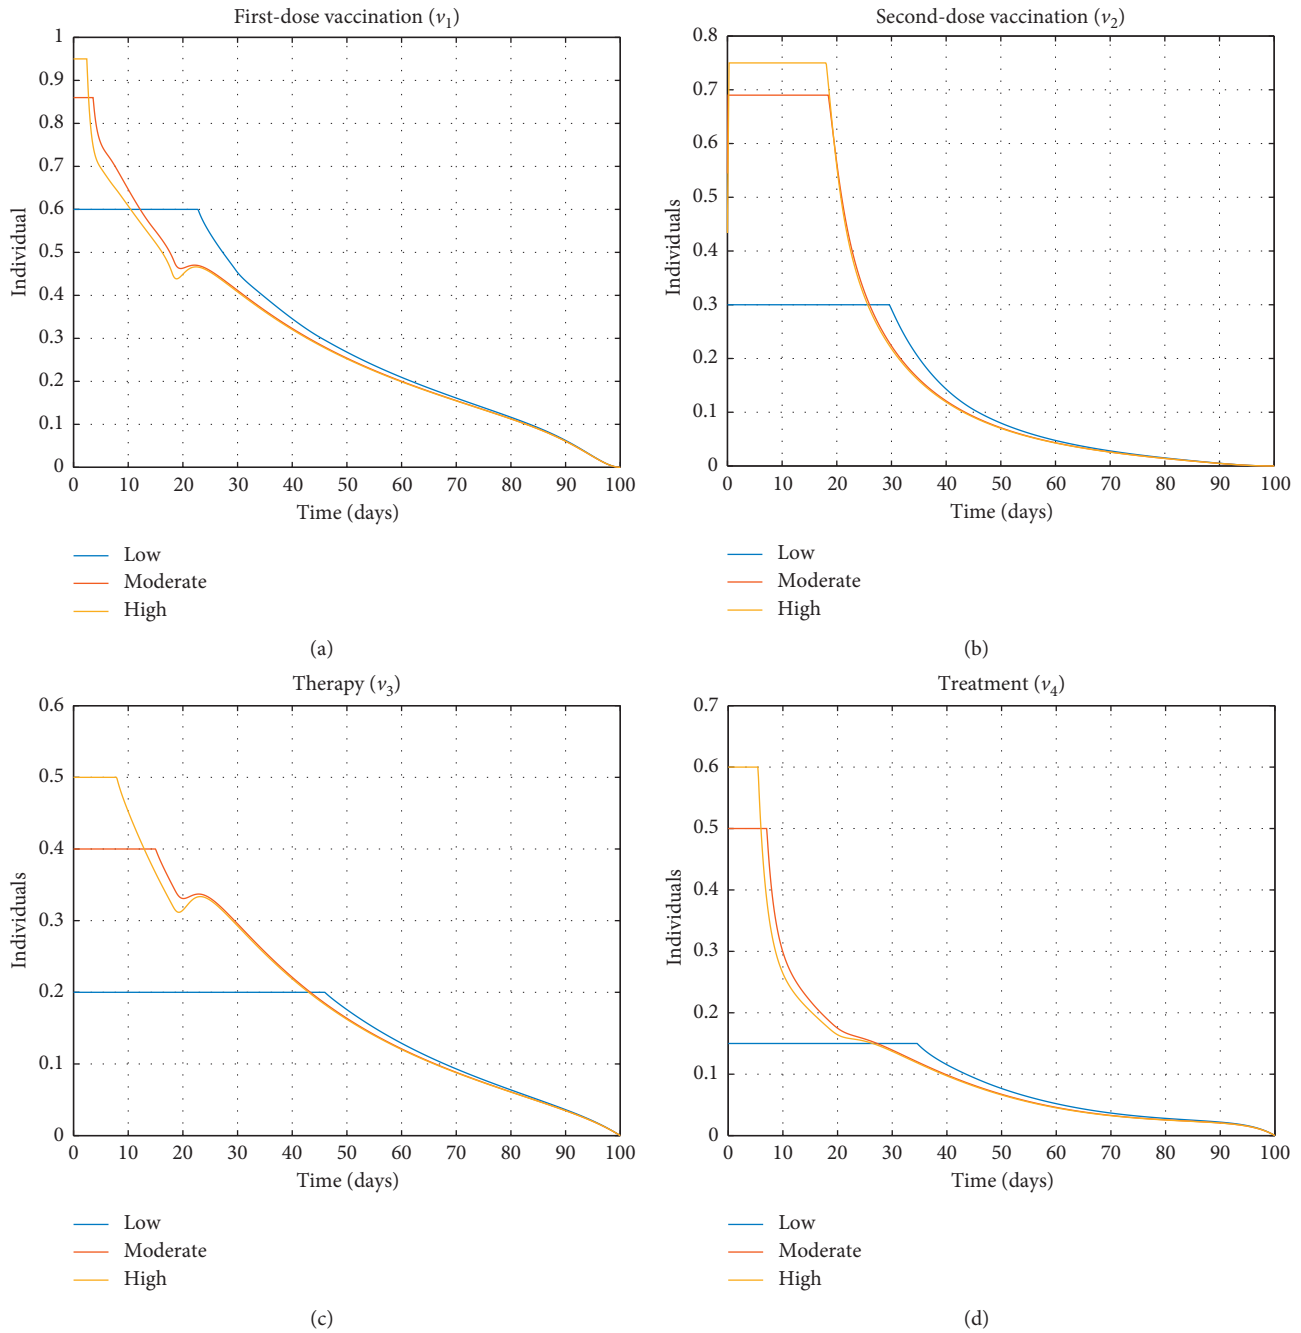 First-dose vaccination (v1)
1
0.9
0.8
0.7
0.6
0.5
0.4
0.3
0.2
0.1
0
Individual
0 10 20 30 40 50 60 70 80 90 100
Time (days)
Low
Moderate
High
(a)
Second-dose vaccination (v2)
0.8
0.7
0.6
0.5
0.4
0.3
0.2
0.1
0
Individuals
0 10 20 30 40 50 60 70 80 90 100
Time (days)
Low
Moderate
High
(b)
Therapy (v3)
0.6
0.5
0.4
0.3
0.2
0.1
0
Individuals
0 10 20 30 40 50 60 70 80 90 100
Time (days)
Low
Moderate
High
(c)
Treatment (v4)
0.7
0.6
0.5
0.4
0.3
0.2
0.1
0
Individuals
0 10 20 30 40 50 60 70 80 90 100
Time (days)
Low
Moderate
High
(d)